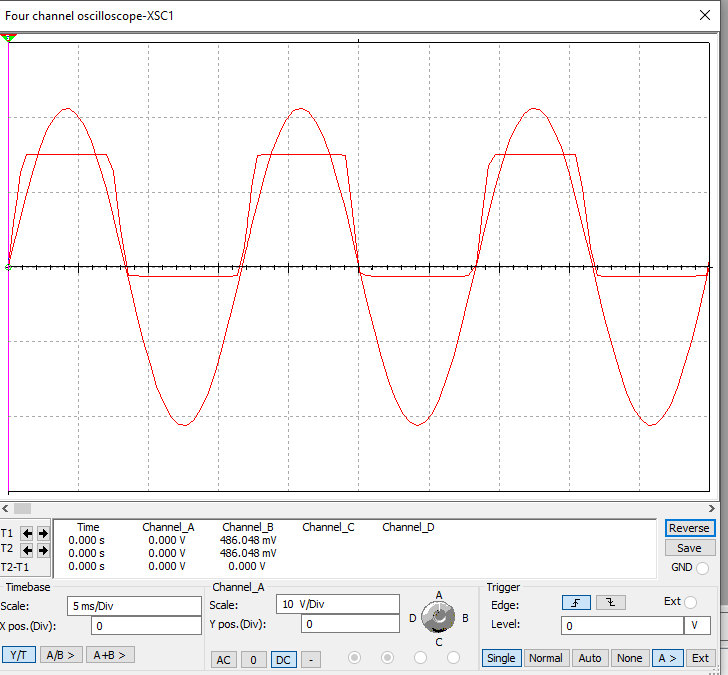 Four channel oscilloscope-XSC1
Time Channel_A Channel_B Channel_C Channel_D
T1 0.000 s 0.000 V 486.048 mV
T2 0.000 s 0.000 V 486.048 mV
T2-T1 0.000 s 0.000 V 0.000 V
Reverse
Save
GND
Timebase
Scale: 5 ms/Div
X pos.(Div): 0
Y/T A/B > A+B >
Channel_A
Scale: 10 V/Div
Y pos.(Div): 0
AC 0 DC -
A
D B
C
Trigger
Edge: Ext
Level: 0 V
Single Normal Auto None A > Ext